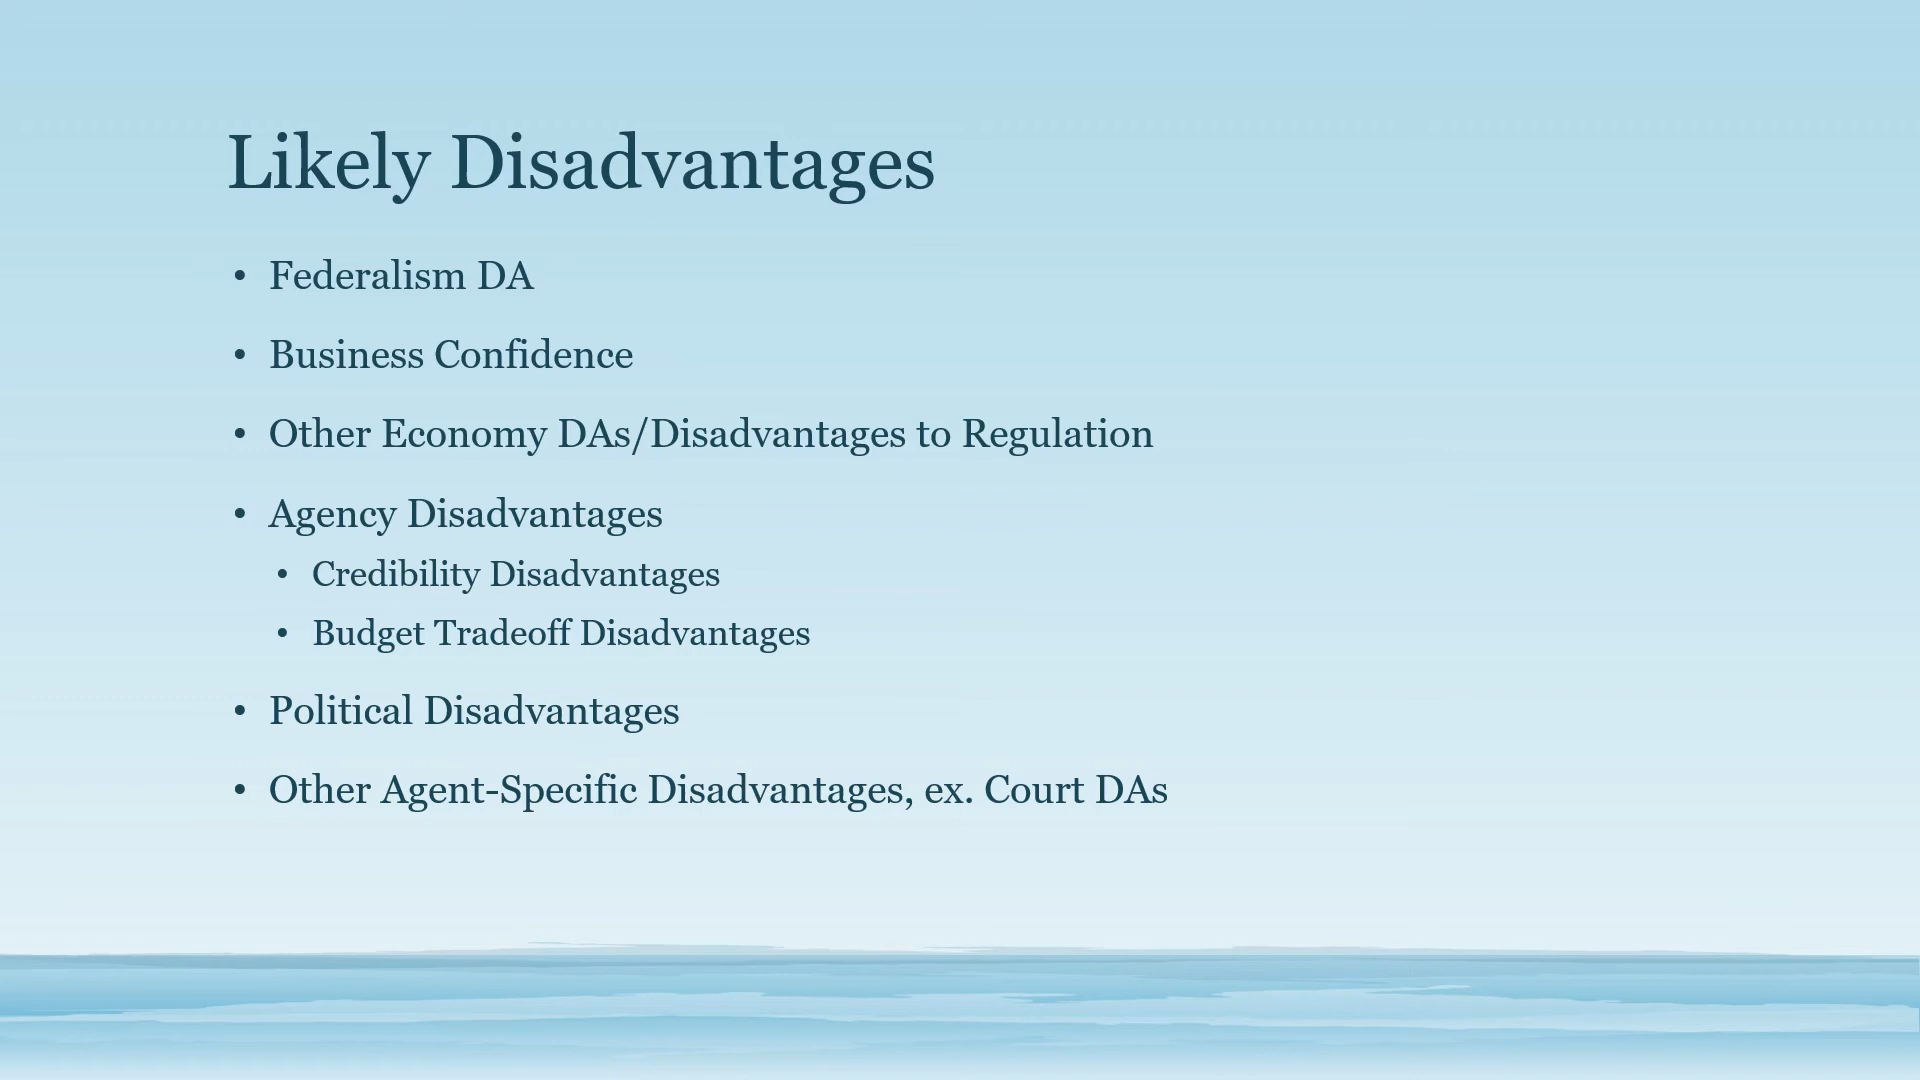 Likely Disadvantages
• Federalism DA
• Business Confidence
• Other Economy DAs/Disadvantages to Regulation
• Agency Disadvantages
• Credibility Disadvantages
• Budget Tradeoff Disadvantages
• Political Disadvantages
• Other Agent-Specific Disadvantages, ex. Court DAs